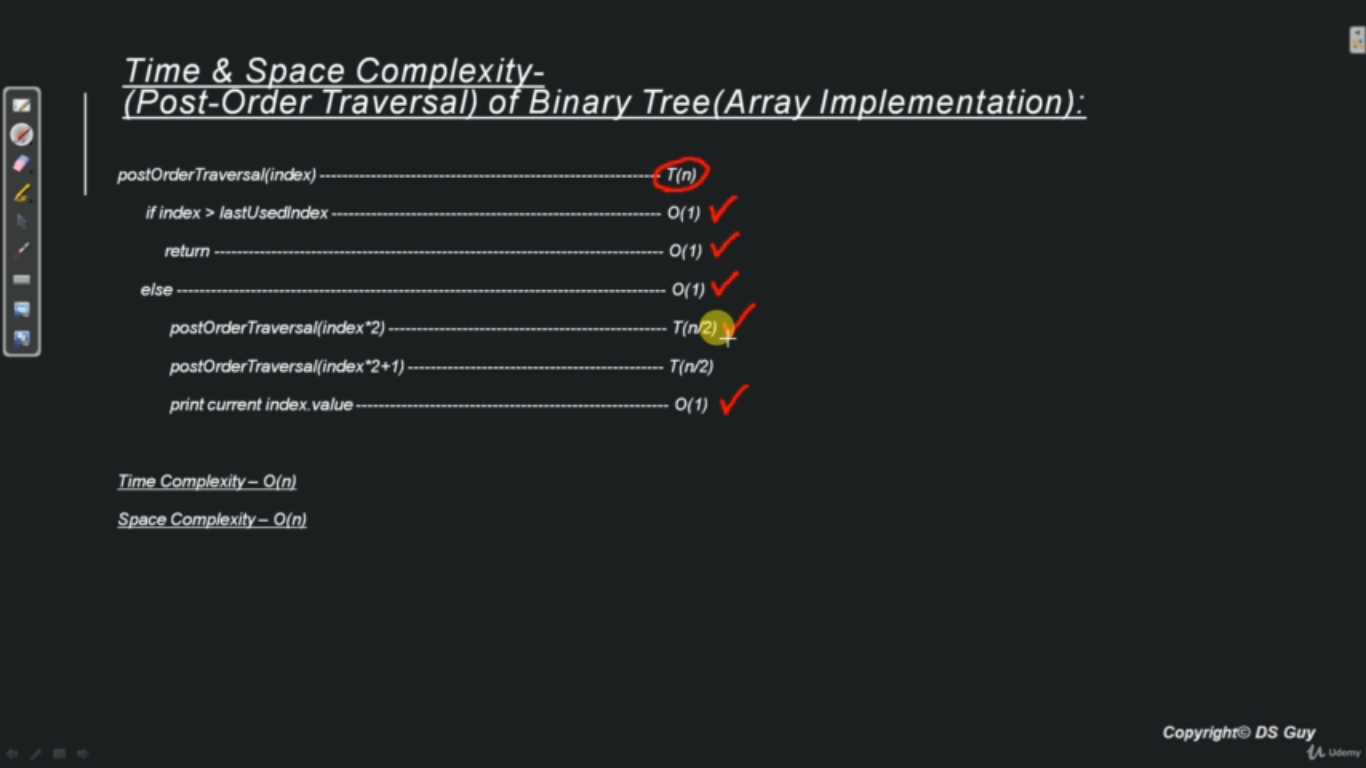 Time & Space Complexity-
(Post-Order Traversal) of Binary Tree(Array Implementation):
postOrderTraversal(index) ------------------------------------------------------------ T(n)
if index > lastUsedIndex ---------------------------------------------------------- O(1)
return ------------------------------------------------------------------------------- O(1)
else -------------------------------------------------------------------------------------- O(1)
postOrderTraversal(index*2) ------------------------------------------------- T(n/2)
postOrderTraversal(index*2+1) --------------------------------------------- T(n/2)
print current index.value ------------------------------------------------------- O(1)
Time Complexity – O(n)
Space Complexity – O(n)
Copyright© DS Guy
Udemy